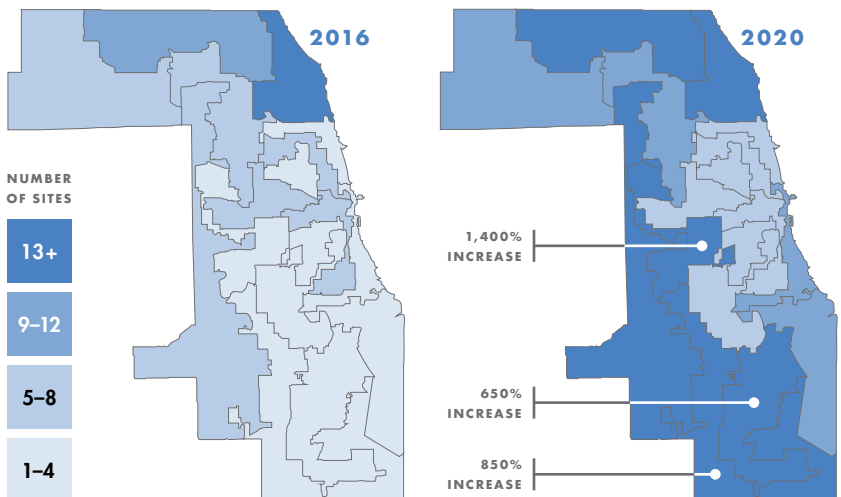 2016
2020
NUMBER
OF SITES
13+
9–12
5–8
1–4
1,400%
INCREASE
650%
INCREASE
850%
INCREASE